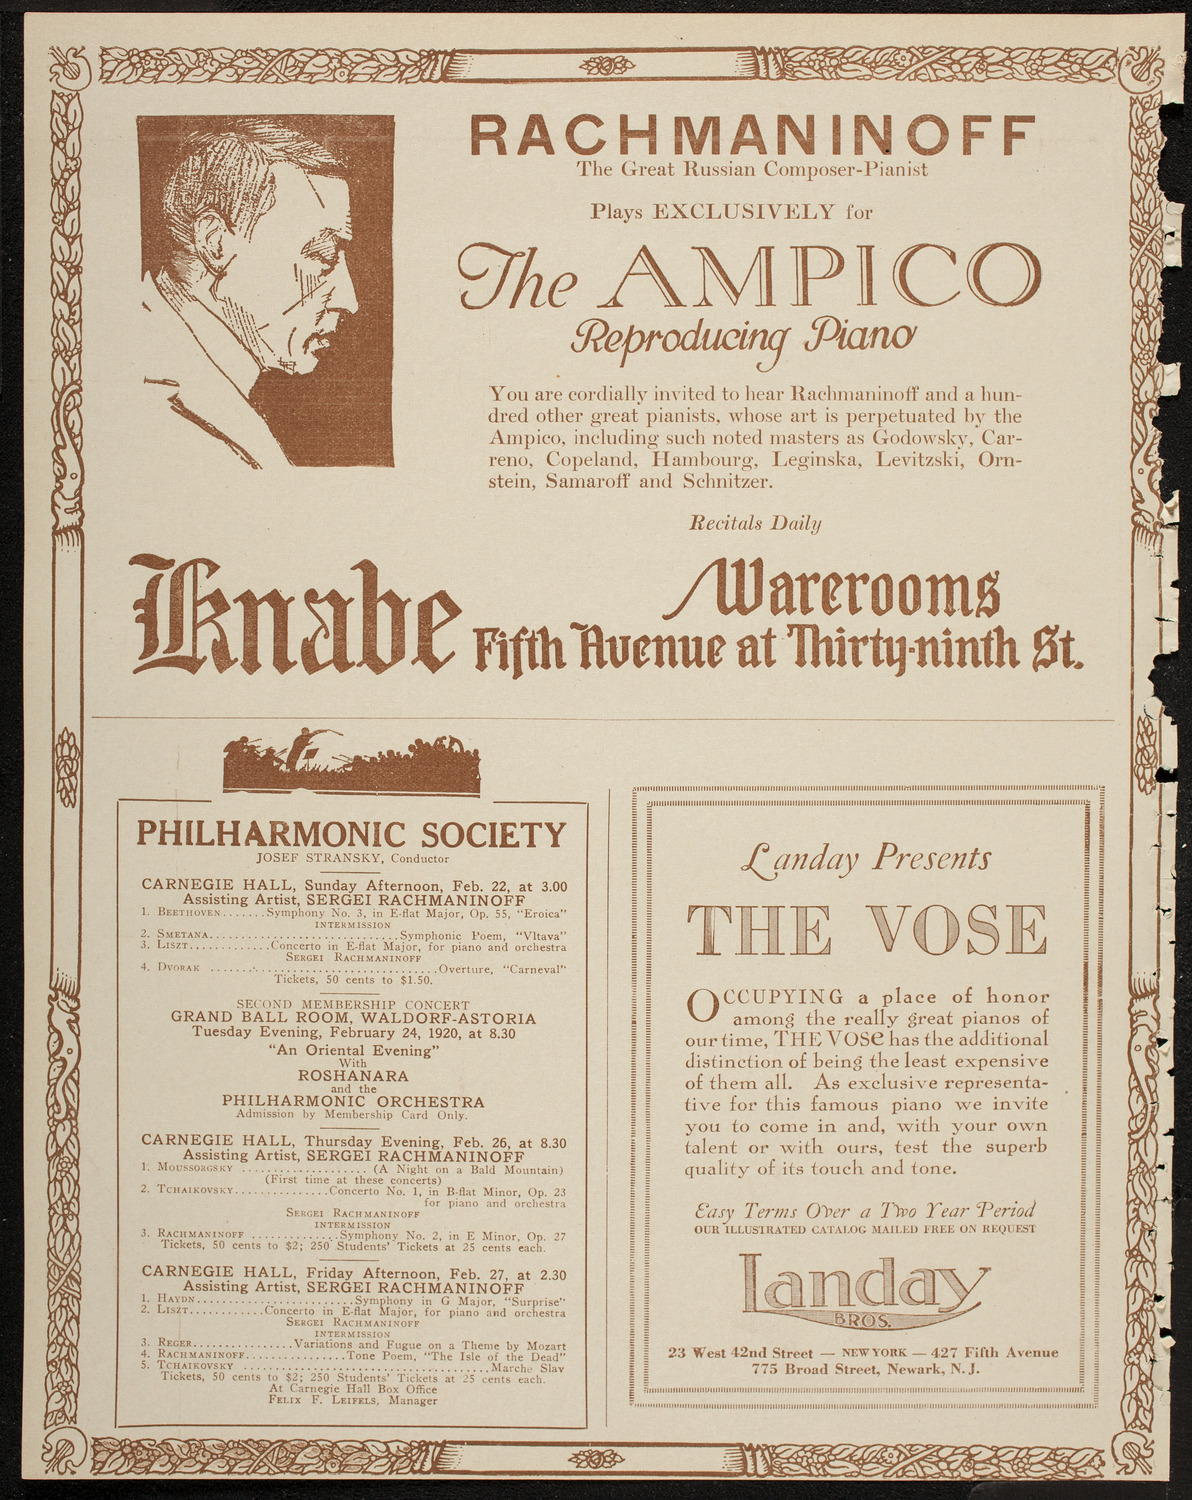 RACHMANINOFF
The Great Russian Composer-Pianist
Plays EXCLUSIVELY for
The AMPICO
Reproducing Piano
You are cordially invited to hear Rachmaninoff and a hun-
dred other great pianists, whose art is perpetuated by the
Ampico, including such noted masters as Godowsky, Car-
reno, Copeland, Hambourg, Leginska, Levitzski, Orn-
stein, Samaroff and Schnitzer.
Recitals Daily
Knabe Warerooms
Fifth Avenue at Thirty-ninth St.
PHILHARMONIC SOCIETY
JOSEF STRANSKY, Conductor
CARNEGIE HALL, Sunday Afternoon, Feb. 22, at 3.00
Assisting Artist, SERGEI RACHMANINOFF
1. BEETHOVEN.......Symphony No. 3, in E-flat Major, Op. 55, "Eroica"
INTERMISSION
2. SMETANA............................Symphonic Poem, "Vltava"
3. LISZT............Concerto in E-flat Major, for piano and orchestra
SERGEI RACHMANINOFF
4. DVORAK ..................................Overture, "Carneval"
Tickets, 50 cents to $1.50.
SECOND MEMBERSHIP CONCERT
GRAND BALL ROOM, WALDORF-ASTORIA
Tuesday Evening, February 24, 1920, at 8.30
"An Oriental Evening"
With
ROSHANARA
and the
PHILHARMONIC ORCHESTRA
Admission by Membership Card Only.
CARNEGIE HALL, Thursday Evening, Feb. 26, at 8.30
Assisting Artist, SERGEI RACHMANINOFF
1. MOUSSORGSKY ................... (A Night on a Bald Mountain)
(First time at these concerts)
2. TCHAIKOVSKY..............Concerto No. 1, in B-flat Minor, Op. 23
for piano and orchestra
SERGEI RACHMANINOFF
INTERMISSION
3. RACHMANINOFF .............Symphony No. 2, in E Minor, Op. 27
Tickets, 50 cents to $2; 250 Students' Tickets at 25 cents each.
CARNEGIE HALL, Friday Afternoon, Feb. 27, at 2.30
Assisting Artist, SERGEI RACHMANINOFF
1. HAYDN........................Symphony in G Major, "Surprise"
2. LISZT...........Concerto in E-flat Major, for piano and orchestra
SERGEI RACHMANINOFF
INTERMISSION
3. REGER...............Variations and Fugue on a Theme by Mozart
4. RACHMANINOFF...............Tone Poem, "The Isle of the Dead"
5. TCHAIKOVSKY .....................................Marche Slav
Tickets, 50 cents to $2; 250 Students' Tickets at 25 cents each.
At Carnegie Hall Box Office
FELIX F. LEIFELS, Manager
Landay Presents
THE VOSE
OCCUPYING a place of honor
among the really great pianos of
our time, THE VOSE has the additional
distinction of being the least expensive
of them all. As exclusive representa-
tive for this famous piano we invite
you to come in and, with your own
talent or with ours, test the superb
quality of its touch and tone.
Easy Terms Over a Two Year Period
OUR ILLUSTRATED CATALOG MAILED FREE ON REQUEST
Landay
BROS.
23 West 42nd Street — NEW YORK — 427 Fifth Avenue
775 Broad Street, Newark, N. J.